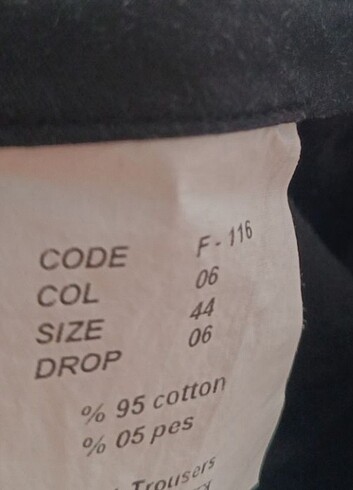 CODE F-116
COL 06
SIZE 44
DROP 06
% 95 cotton
% 05 pes
Trousers